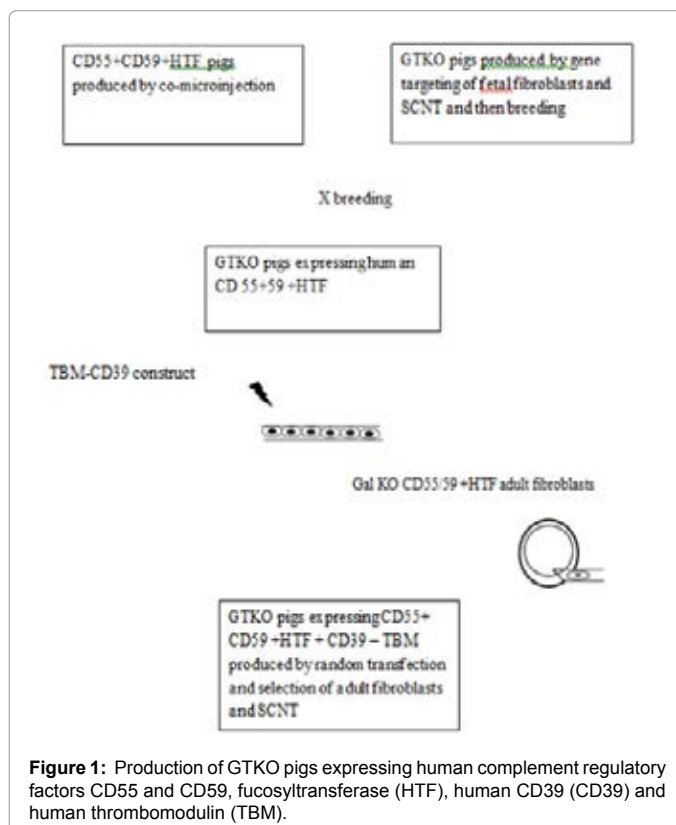 CD55+CD59+HTF pigs
produced by co-microinjection
GTKO pigs produced by gene
targeting of fetal fibroblasts and
SCNT and then breeding
X breeding
GTKO pigs expressing human
CD 55+59 +HTF
TBM-CD39 construct
Gal KO CD55/59 +HTF adult fibroblasts
GTKO pigs expressing CD55+
CD59 +HTF + CD39 – TBM
produced by random transfection
and selection of adult fibroblasts
and SCNT
Figure 1: Production of GTKO pigs expressing human complement regulatory
factors CD55 and CD59, fucosyltransferase (HTF), human CD39 (CD39) and
human thrombomodulin (TBM).